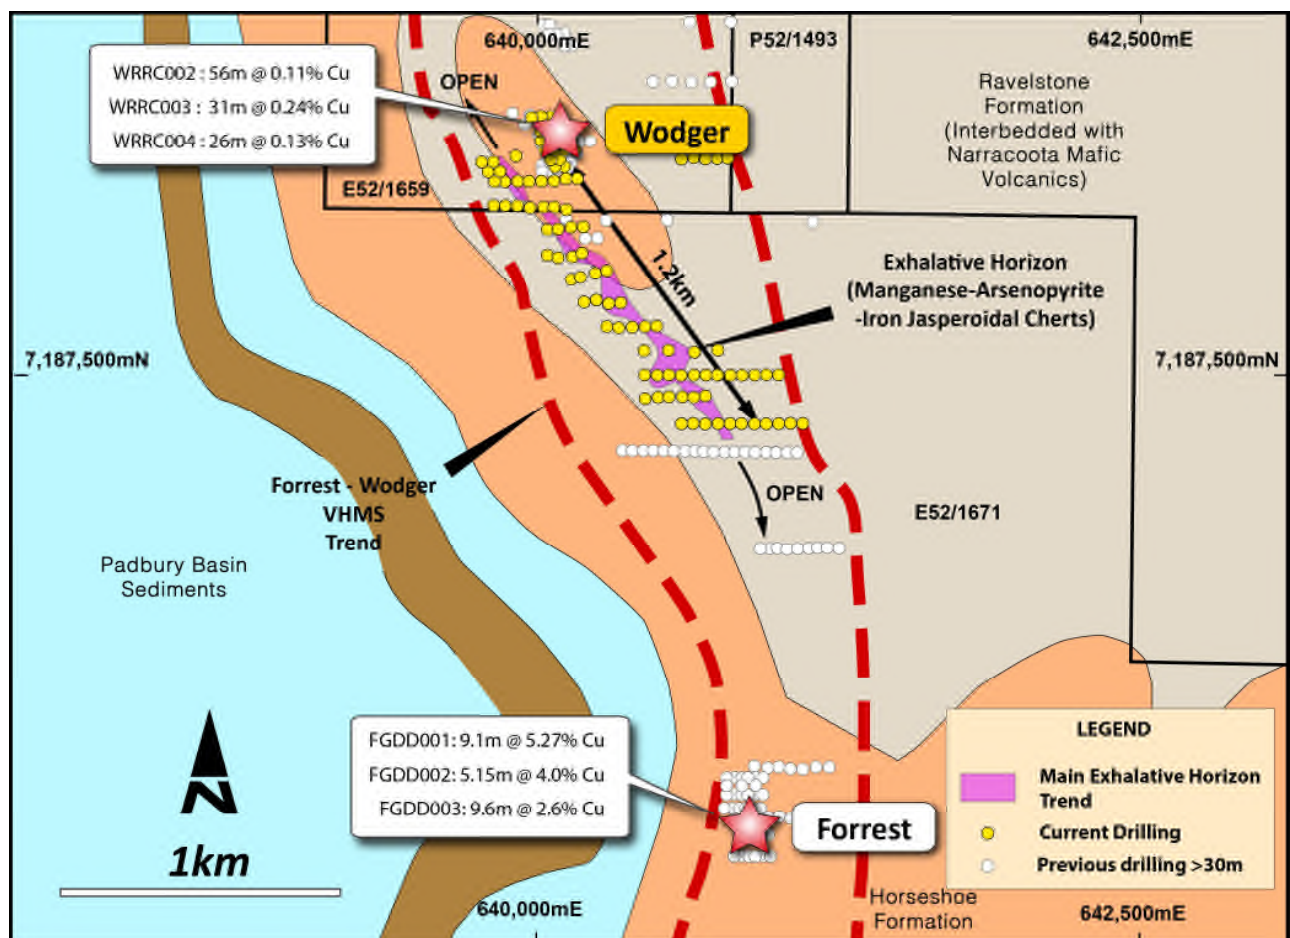 640,000mE
P52/1493
642,500mE
WRRC002 : 56m @ 0.11% Cu
WRRC003 : 31m @ 0.24% Cu
WRRC004 : 26m @ 0.13% Cu
OPEN
Wodger
Ravelstone
Formation
(Interbedded with
Narracoota Mafic
Volcanics)
E52/1659
1.2km
Exhalative Horizon
(Manganese-Arsenopyrite
-Iron Jasperoidal Cherts)
7,187,500mN
7,187,500mN
Forrest - Wodger
VHMS
Trend
OPEN
E52/1671
Padbury Basin
Sediments
FGDD001: 9.1m @ 5.27% Cu
FGDD002: 5.15m @ 4.0% Cu
FGDD003: 9.6m @ 2.6% Cu
Forrest
LEGEND
Main Exhalative Horizon
Trend
Current Drilling
Previous drilling >30m
N
1km
Horseshoe
Formation
640,000mE
642,500mE